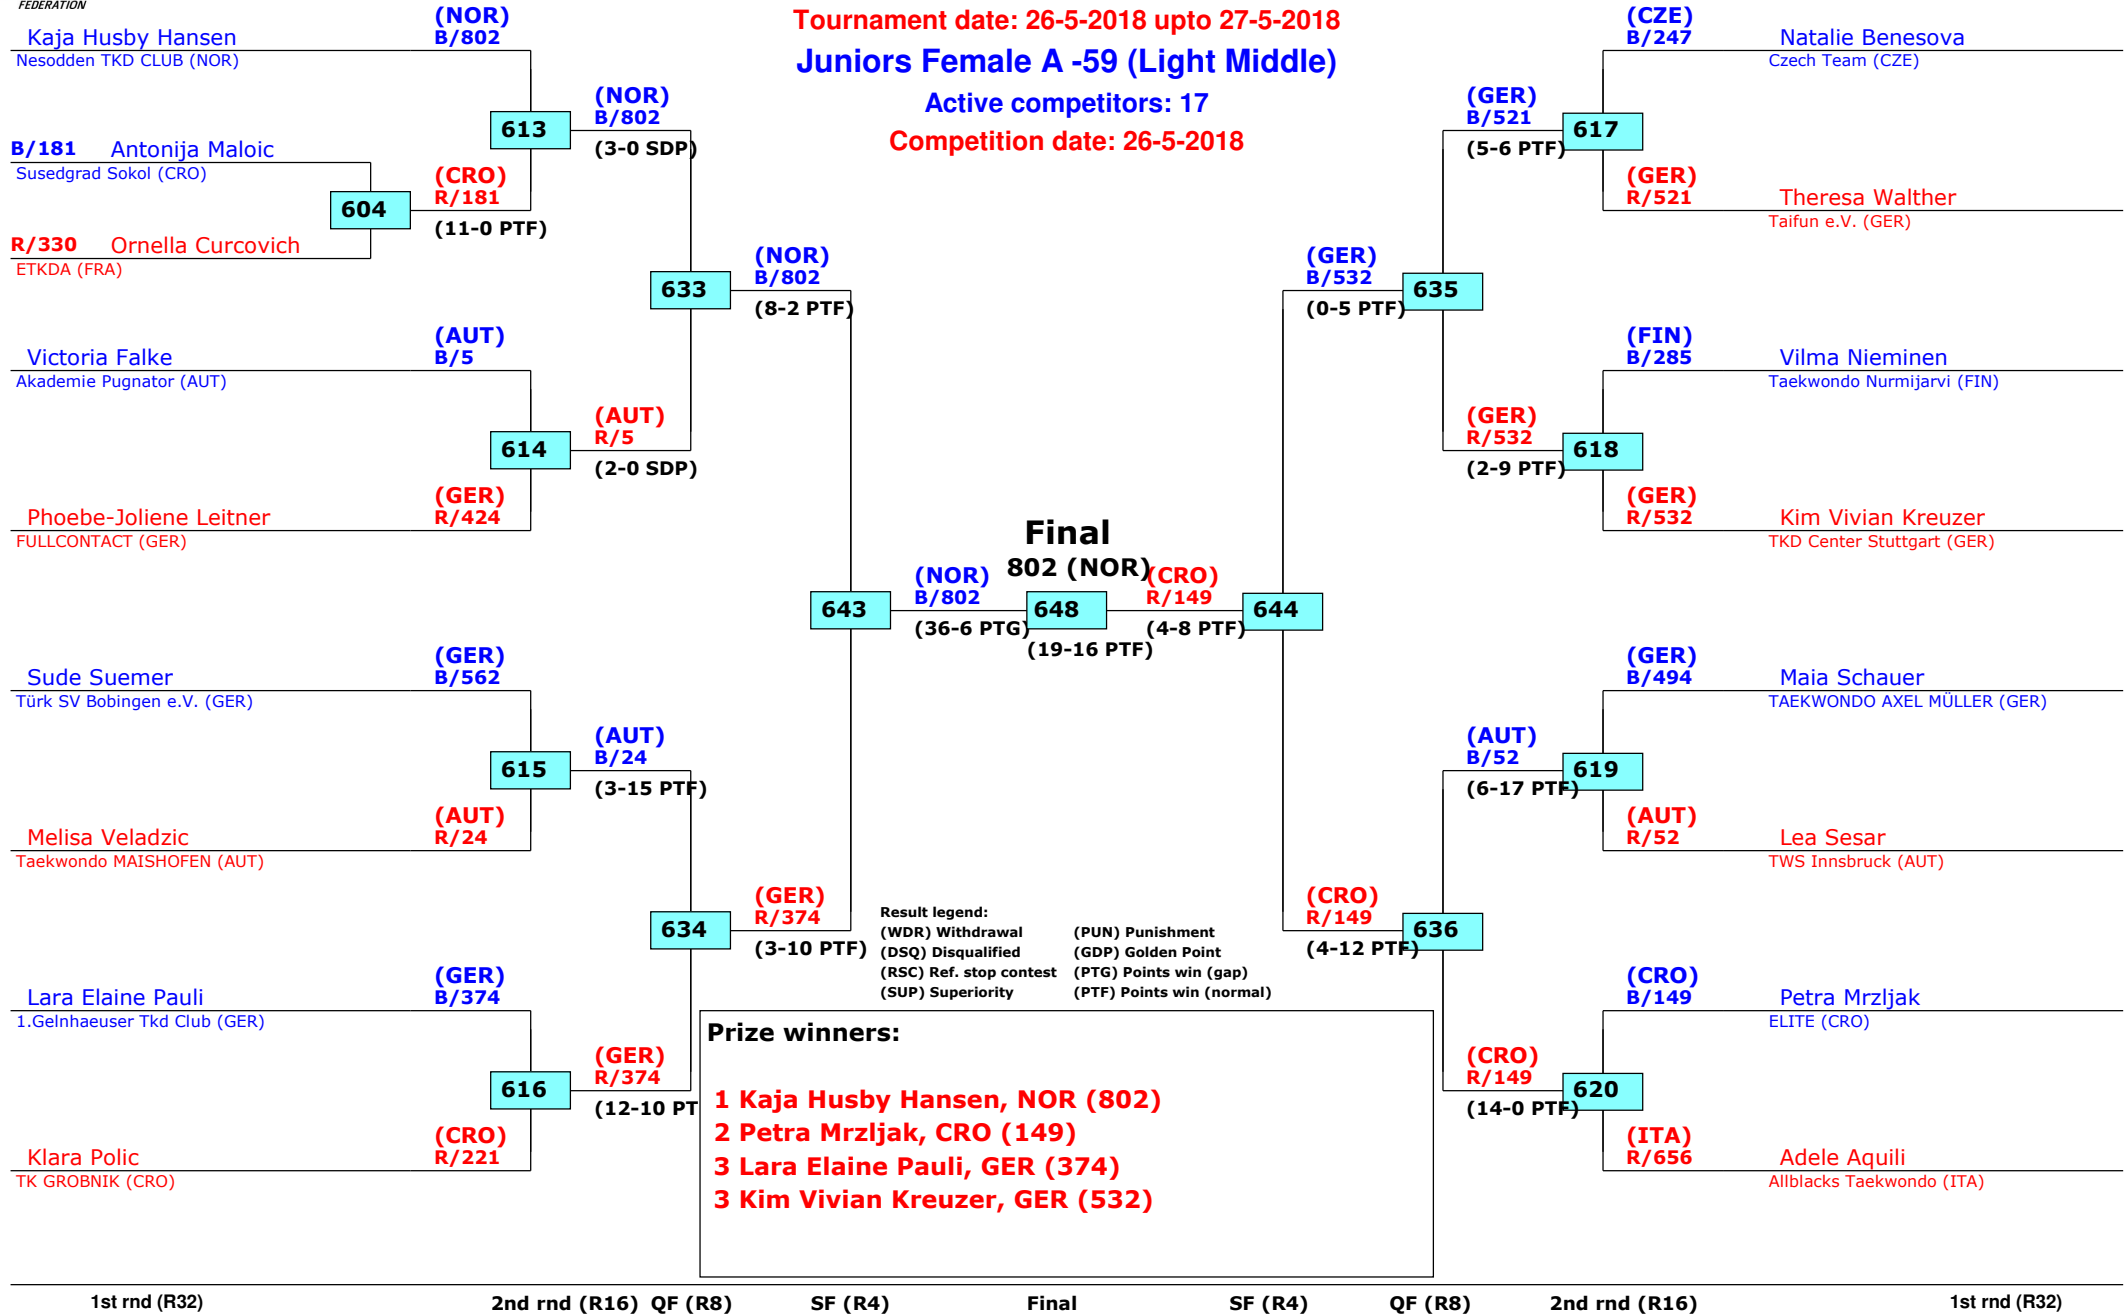 FEDERATION
Tournament date: 26-5-2018 upto 27-5-2018
Juniors Female A -59 (Light Middle)
Active competitors: 17
Competition date: 26-5-2018
Kaja Husby Hansen
Nesodden TKD CLUB (NOR)
(NOR)
B/802
613
(NOR)
B/802
(3-0 SDP)
B/181 Antonija Maloic
Susedgrad Sokol (CRO)
604
(CRO)
R/181
(11-0 PTF)
R/330 Ornella Curcovich
ETKDA (FRA)
633
(NOR)
B/802
(8-2 PTF)
Victoria Falke
Akademie Pugnator (AUT)
(AUT)
B/5
614
(AUT)
R/5
(2-0 SDP)
Phoebe-Joliene Leitner
FULLCONTACT (GER)
(GER)
R/424
643
(NOR)
B/802
(36-6 PTG)
Sude Suemer
Türk SV Bobingen e.V. (GER)
(GER)
B/562
615
(AUT)
B/24
(3-15 PTF)
Melisa Veladzic
Taekwondo MAISHOFEN (AUT)
(AUT)
R/24
634
(GER)
R/374
(3-10 PTF)
Lara Elaine Pauli
1.Gelnhaeuser Tkd Club (GER)
(GER)
B/374
616
(GER)
R/374
(12-10 PT
Klara Polic
TK GROBNIK (CRO)
(CRO)
R/221
Final
802 (NOR)
648
(19-16 PTF)
(CRO)
R/149
(4-8 PTF)
644
(CZE)
B/247
Natalie Benesova
Czech Team (CZE)
(GER)
B/521
(5-6 PTF)
617
(GER)
R/521
Theresa Walther
Taifun e.V. (GER)
(GER)
B/532
(0-5 PTF)
635
(FIN)
B/285
Vilma Nieminen
Taekwondo Nurmijarvi (FIN)
(GER)
R/532
(2-9 PTF)
618
(GER)
R/532
Kim Vivian Kreuzer
TKD Center Stuttgart (GER)
(GER)
B/494
Maia Schauer
TAEKWONDO AXEL MÜLLER (GER)
(AUT)
B/52
(6-17 PTF)
619
(AUT)
R/52
Lea Sesar
TWS Innsbruck (AUT)
(CRO)
R/149
(4-12 PTF)
636
(CRO)
B/149
Petra Mrzljak
ELITE (CRO)
(CRO)
R/149
(14-0 PTF)
620
(ITA)
R/656
Adele Aquili
Allblacks Taekwondo (ITA)
Result legend:
(WDR) Withdrawal (PUN) Punishment
(DSQ) Disqualified (GDP) Golden Point
(RSC) Ref. stop contest (PTG) Points win (gap)
(SUP) Superiority (PTF) Points win (normal)
Prize winners:
1 Kaja Husby Hansen, NOR (802)
2 Petra Mrzljak, CRO (149)
3 Lara Elaine Pauli, GER (374)
3 Kim Vivian Kreuzer, GER (532)
1st rnd (R32) 2nd rnd (R16) QF (R8) SF (R4) Final SF (R4) QF (R8) 2nd rnd (R16) 1st rnd (R32)